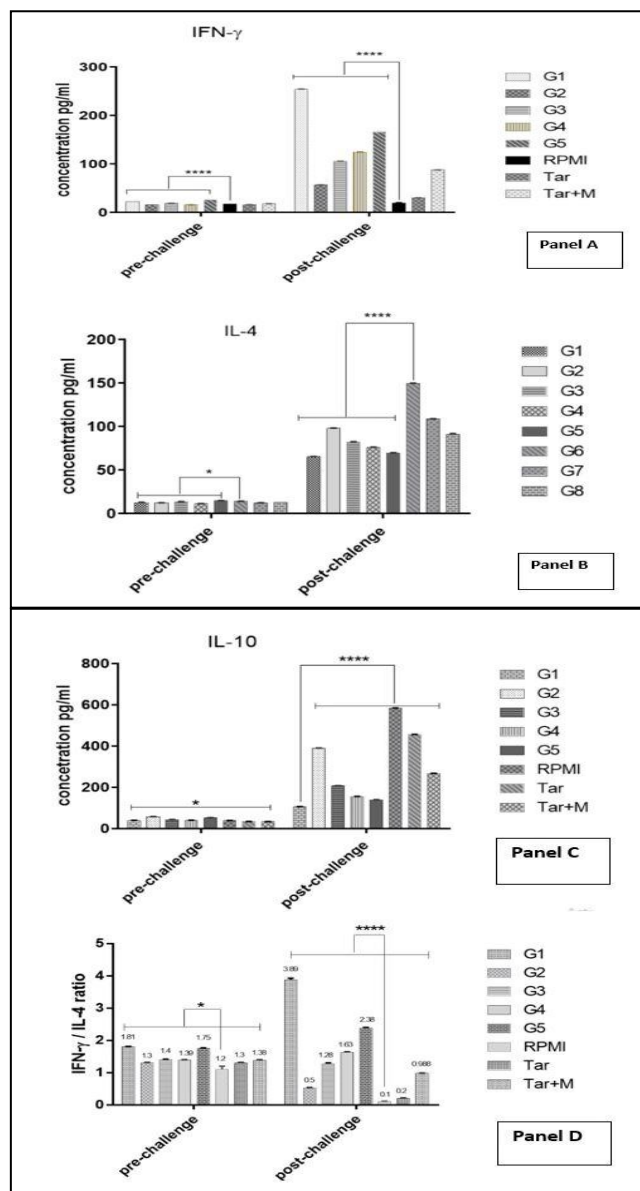 IFN-γ
****
****
300
200
100
0
concentration pg/ml
pre-challenge
post-challenge
G1
G2
G3
G4
G5
RPMI
Tar
Tar+M
Panel A
IL-4
****
*
200
150
100
50
0
concentration pg/ml
pre-challenge
post-challenge
G1
G2
G3
G4
G5
G6
G7
G8
Panel B
IL-10
****
*
800
600
400
200
0
concetration pg/ml
pre-challenge
post-challenge
G1
G2
G3
G4
G5
RPMI
Tar
Tar+M
Panel C
****
*
5
4
3
2
1
0
IFN-γ / IL-4 ratio
1.81
1.3
1.4
1.39
1.75
1.2
1.3
1.38
3.89
0.5
1.28
1.63
2.38
0.1
0.2
0.988
pre-challenge
post-challenge
G1
G2
G3
G4
G5
RPMI
Tar
Tar+M
Panel D